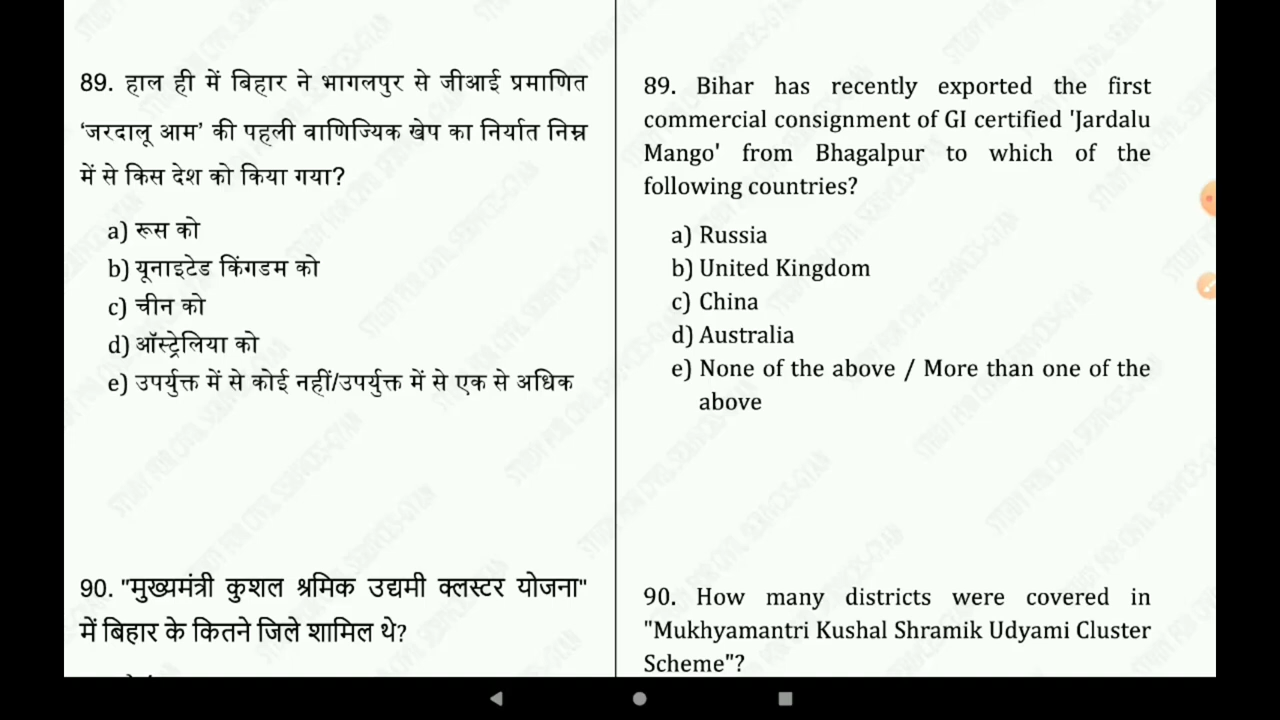 89. हाल ही में बिहार ने भागलपुर से जीआई प्रमाणित
‘जरदालू आम’ की पहली वाणिज्यिक खेप का निर्यात निम्न
में से किस देश को किया गया?
a) रूस को
b) यूनाइटेड किंगडम को
c) चीन को
d) ऑस्ट्रेलिया को
e) उपर्युक्त में से कोई नहीं/उपर्युक्त में से एक से अधिक
90. "मुख्यमंत्री कुशल श्रमिक उद्यमी क्लस्टर योजना"
में बिहार के कितने जिले शामिल थे?
89. Bihar has recently exported the first
commercial consignment of GI certified 'Jardalu
Mango' from Bhagalpur to which of the
following countries?
a) Russia
b) United Kingdom
c) China
d) Australia
e) None of the above / More than one of the
above
90. How many districts were covered in
"Mukhyamantri Kushal Shramik Udyami Cluster
Scheme"?